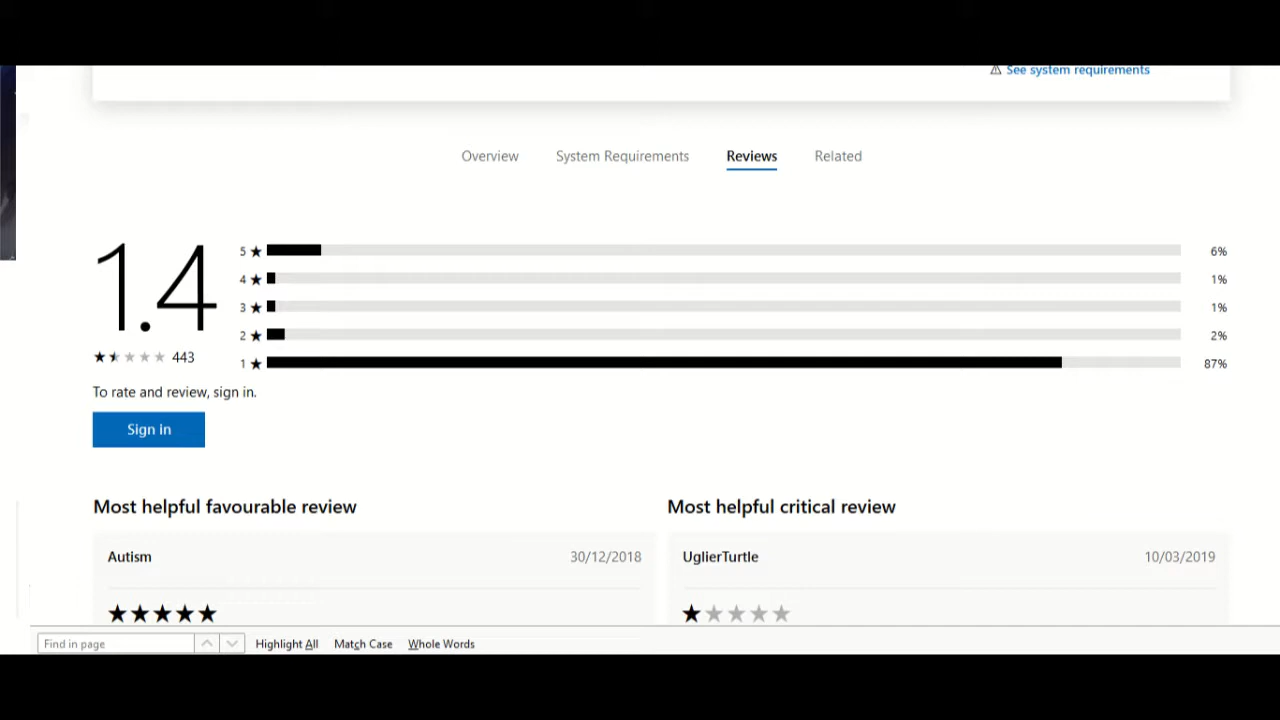 See system requirements
Overview System Requirements Reviews Related
1.4
5 6%
4 1%
3 1%
2 2%
1 87%
443
To rate and review, sign in.
Sign in
Most helpful favourable review
Autism 30/12/2018
Most helpful critical review
UglierTurtle 10/03/2019
Find in page Highlight All Match Case Whole Words